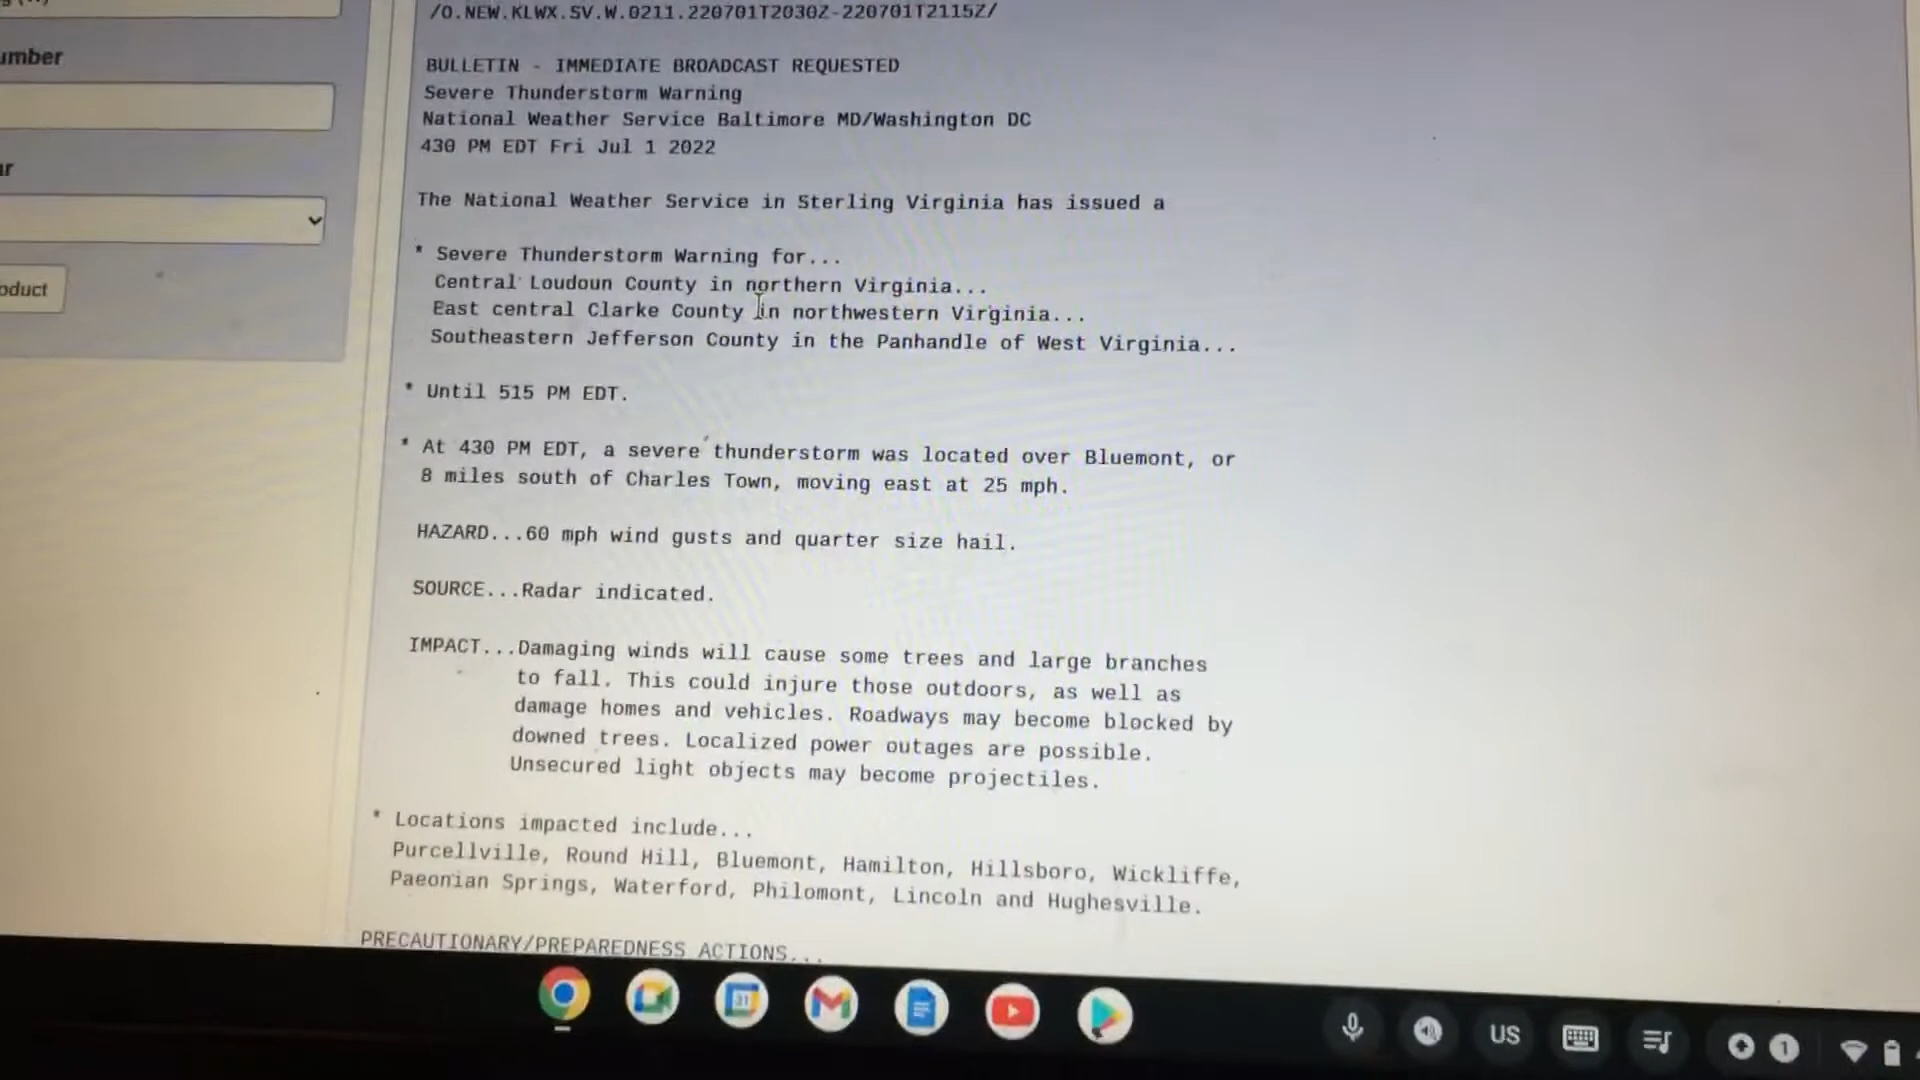 /O.NEW.KLWX.SV.W.0211.220701T2030Z-220701T2115Z/
umber
BULLETIN - IMMEDIATE BROADCAST REQUESTED
Severe Thunderstorm Warning
National Weather Service Baltimore MD/Washington DC
430 PM EDT Fri Jul 1 2022
ar
The National Weather Service in Sterling Virginia has issued a
* Severe Thunderstorm Warning for...
Central Loudoun County in northern Virginia...
East central Clarke County in northwestern Virginia...
Southeastern Jefferson County in the Panhandle of West Virginia...
oduct
* Until 515 PM EDT.
* At 430 PM EDT, a severe thunderstorm was located over Bluemont, or
8 miles south of Charles Town, moving east at 25 mph.
HAZARD...60 mph wind gusts and quarter size hail.
SOURCE...Radar indicated.
IMPACT...Damaging winds will cause some trees and large branches
to fall. This could injure those outdoors, as well as
damage homes and vehicles. Roadways may become blocked by
downed trees. Localized power outages are possible.
Unsecured light objects may become projectiles.
* Locations impacted include...
Purcellville, Round Hill, Bluemont, Hamilton, Hillsboro, Wickliffe,
Paeonian Springs, Waterford, Philomont, Lincoln and Hughesville.
PRECAUTIONARY/PREPAREDNESS ACTIONS...
31
US
1